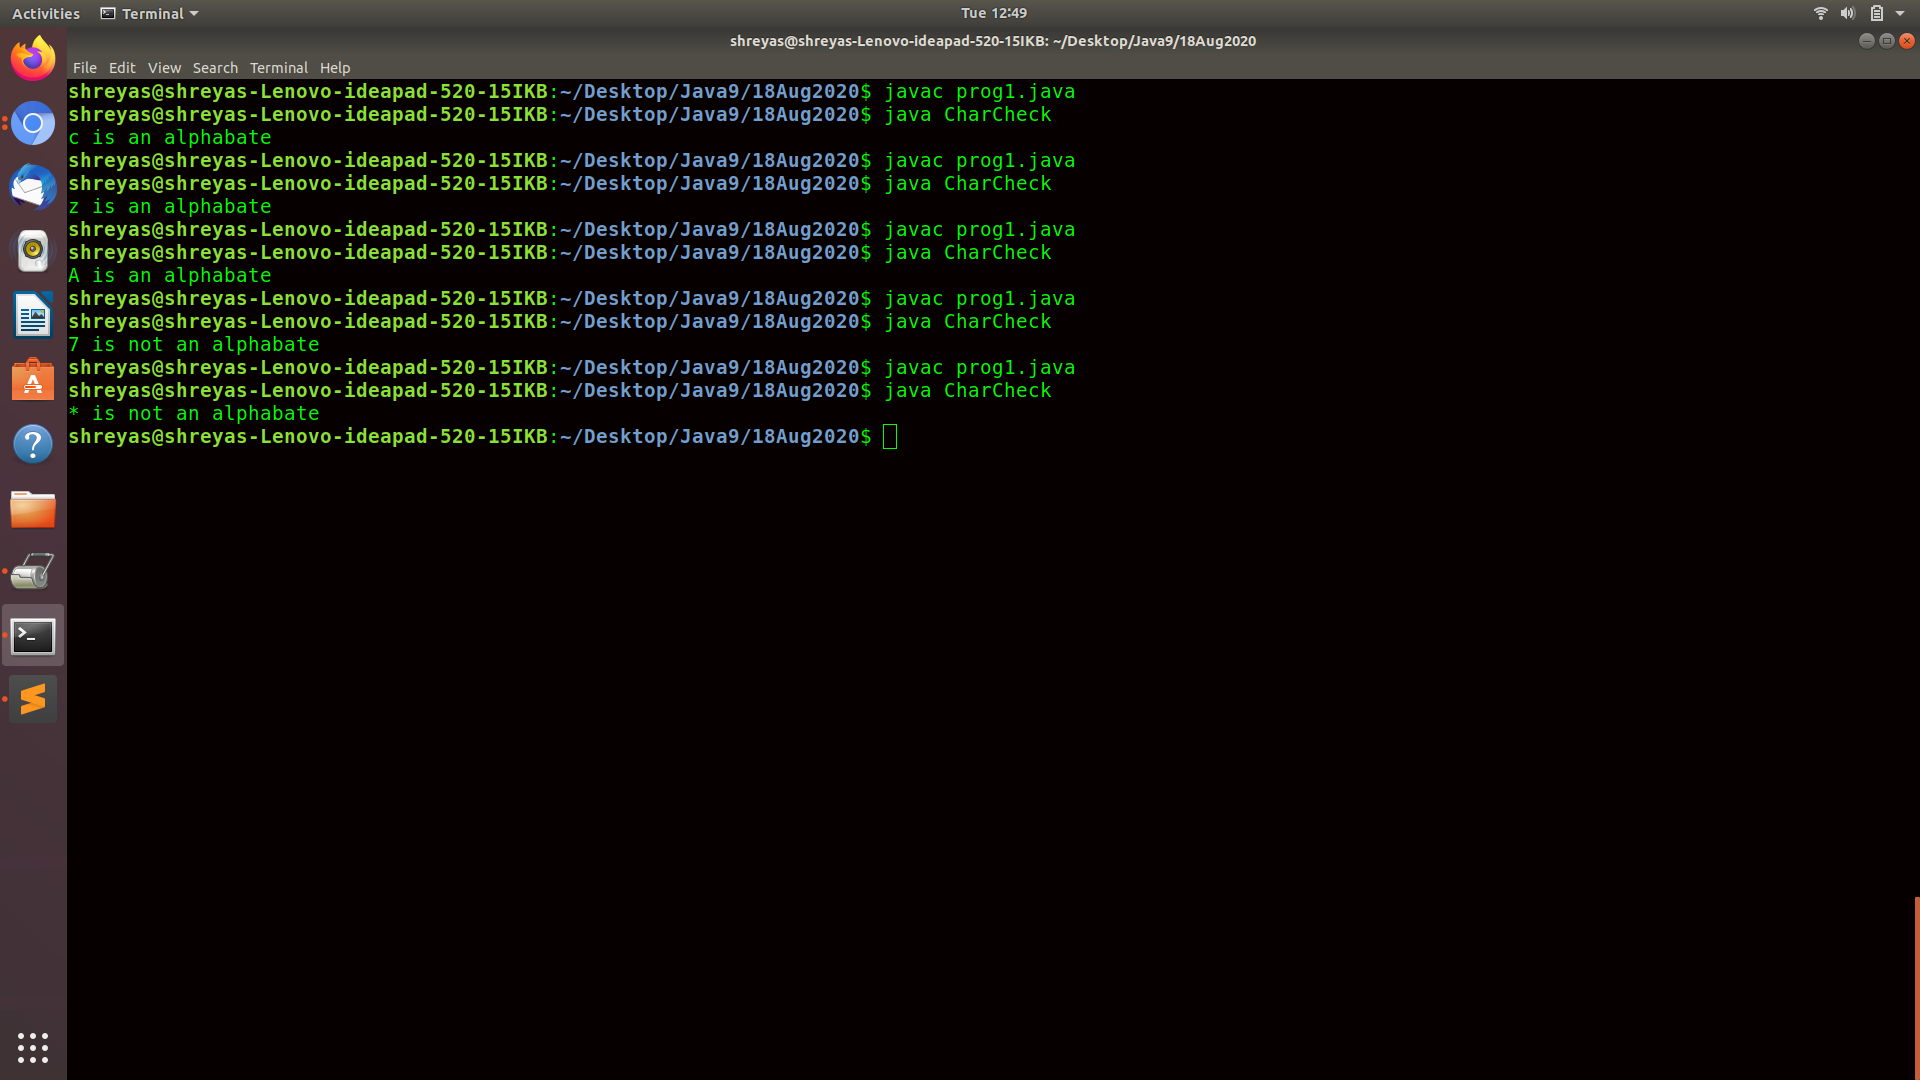 Activities Terminal Tue 12:49
shreyas@shreyas-Lenovo-ideapad-520-15IKB: ~/Desktop/Java9/18Aug2020
File Edit View Search Terminal Help
shreyas@shreyas-Lenovo-ideapad-520-15IKB:~/Desktop/Java9/18Aug2020$ javac prog1.java
shreyas@shreyas-Lenovo-ideapad-520-15IKB:~/Desktop/Java9/18Aug2020$ java CharCheck
c is an alphabate
shreyas@shreyas-Lenovo-ideapad-520-15IKB:~/Desktop/Java9/18Aug2020$ javac prog1.java
shreyas@shreyas-Lenovo-ideapad-520-15IKB:~/Desktop/Java9/18Aug2020$ java CharCheck
z is an alphabate
shreyas@shreyas-Lenovo-ideapad-520-15IKB:~/Desktop/Java9/18Aug2020$ javac prog1.java
shreyas@shreyas-Lenovo-ideapad-520-15IKB:~/Desktop/Java9/18Aug2020$ java CharCheck
A is an alphabate
shreyas@shreyas-Lenovo-ideapad-520-15IKB:~/Desktop/Java9/18Aug2020$ javac prog1.java
shreyas@shreyas-Lenovo-ideapad-520-15IKB:~/Desktop/Java9/18Aug2020$ java CharCheck
7 is not an alphabate
shreyas@shreyas-Lenovo-ideapad-520-15IKB:~/Desktop/Java9/18Aug2020$ javac prog1.java
shreyas@shreyas-Lenovo-ideapad-520-15IKB:~/Desktop/Java9/18Aug2020$ java CharCheck
* is not an alphabate
shreyas@shreyas-Lenovo-ideapad-520-15IKB:~/Desktop/Java9/18Aug2020$